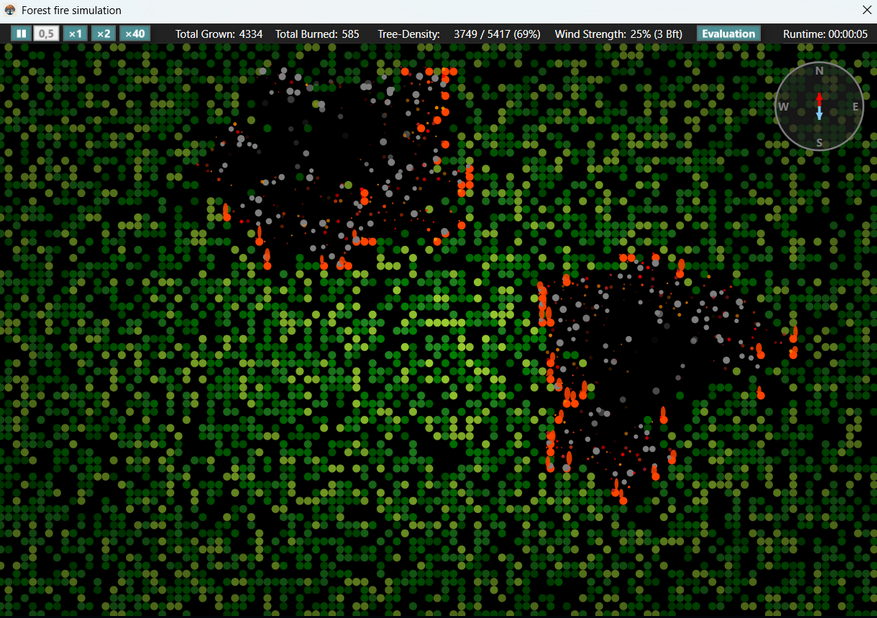 Forest fire simulation
0,5 ×1 ×2 ×40 Total Grown: 4334 Total Burned: 585 Tree-Density: 3749 / 5417 (69%) Wind Strength: 25% (3 Bft) Evaluation Runtime: 00:00:05
N
W E
S